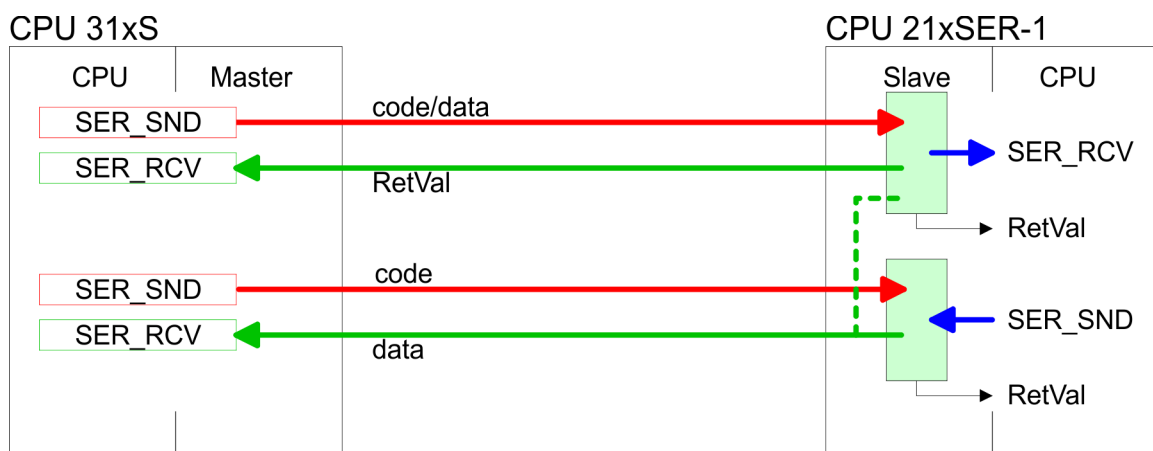 CPU 31xS
CPU 21xSER-1
CPU
Master
Slave
CPU
SER_SND
code/data
SER_RCV
SER_RCV
RetVal
RetVal
SER_SND
code
SER_SND
SER_RCV
data
RetVal